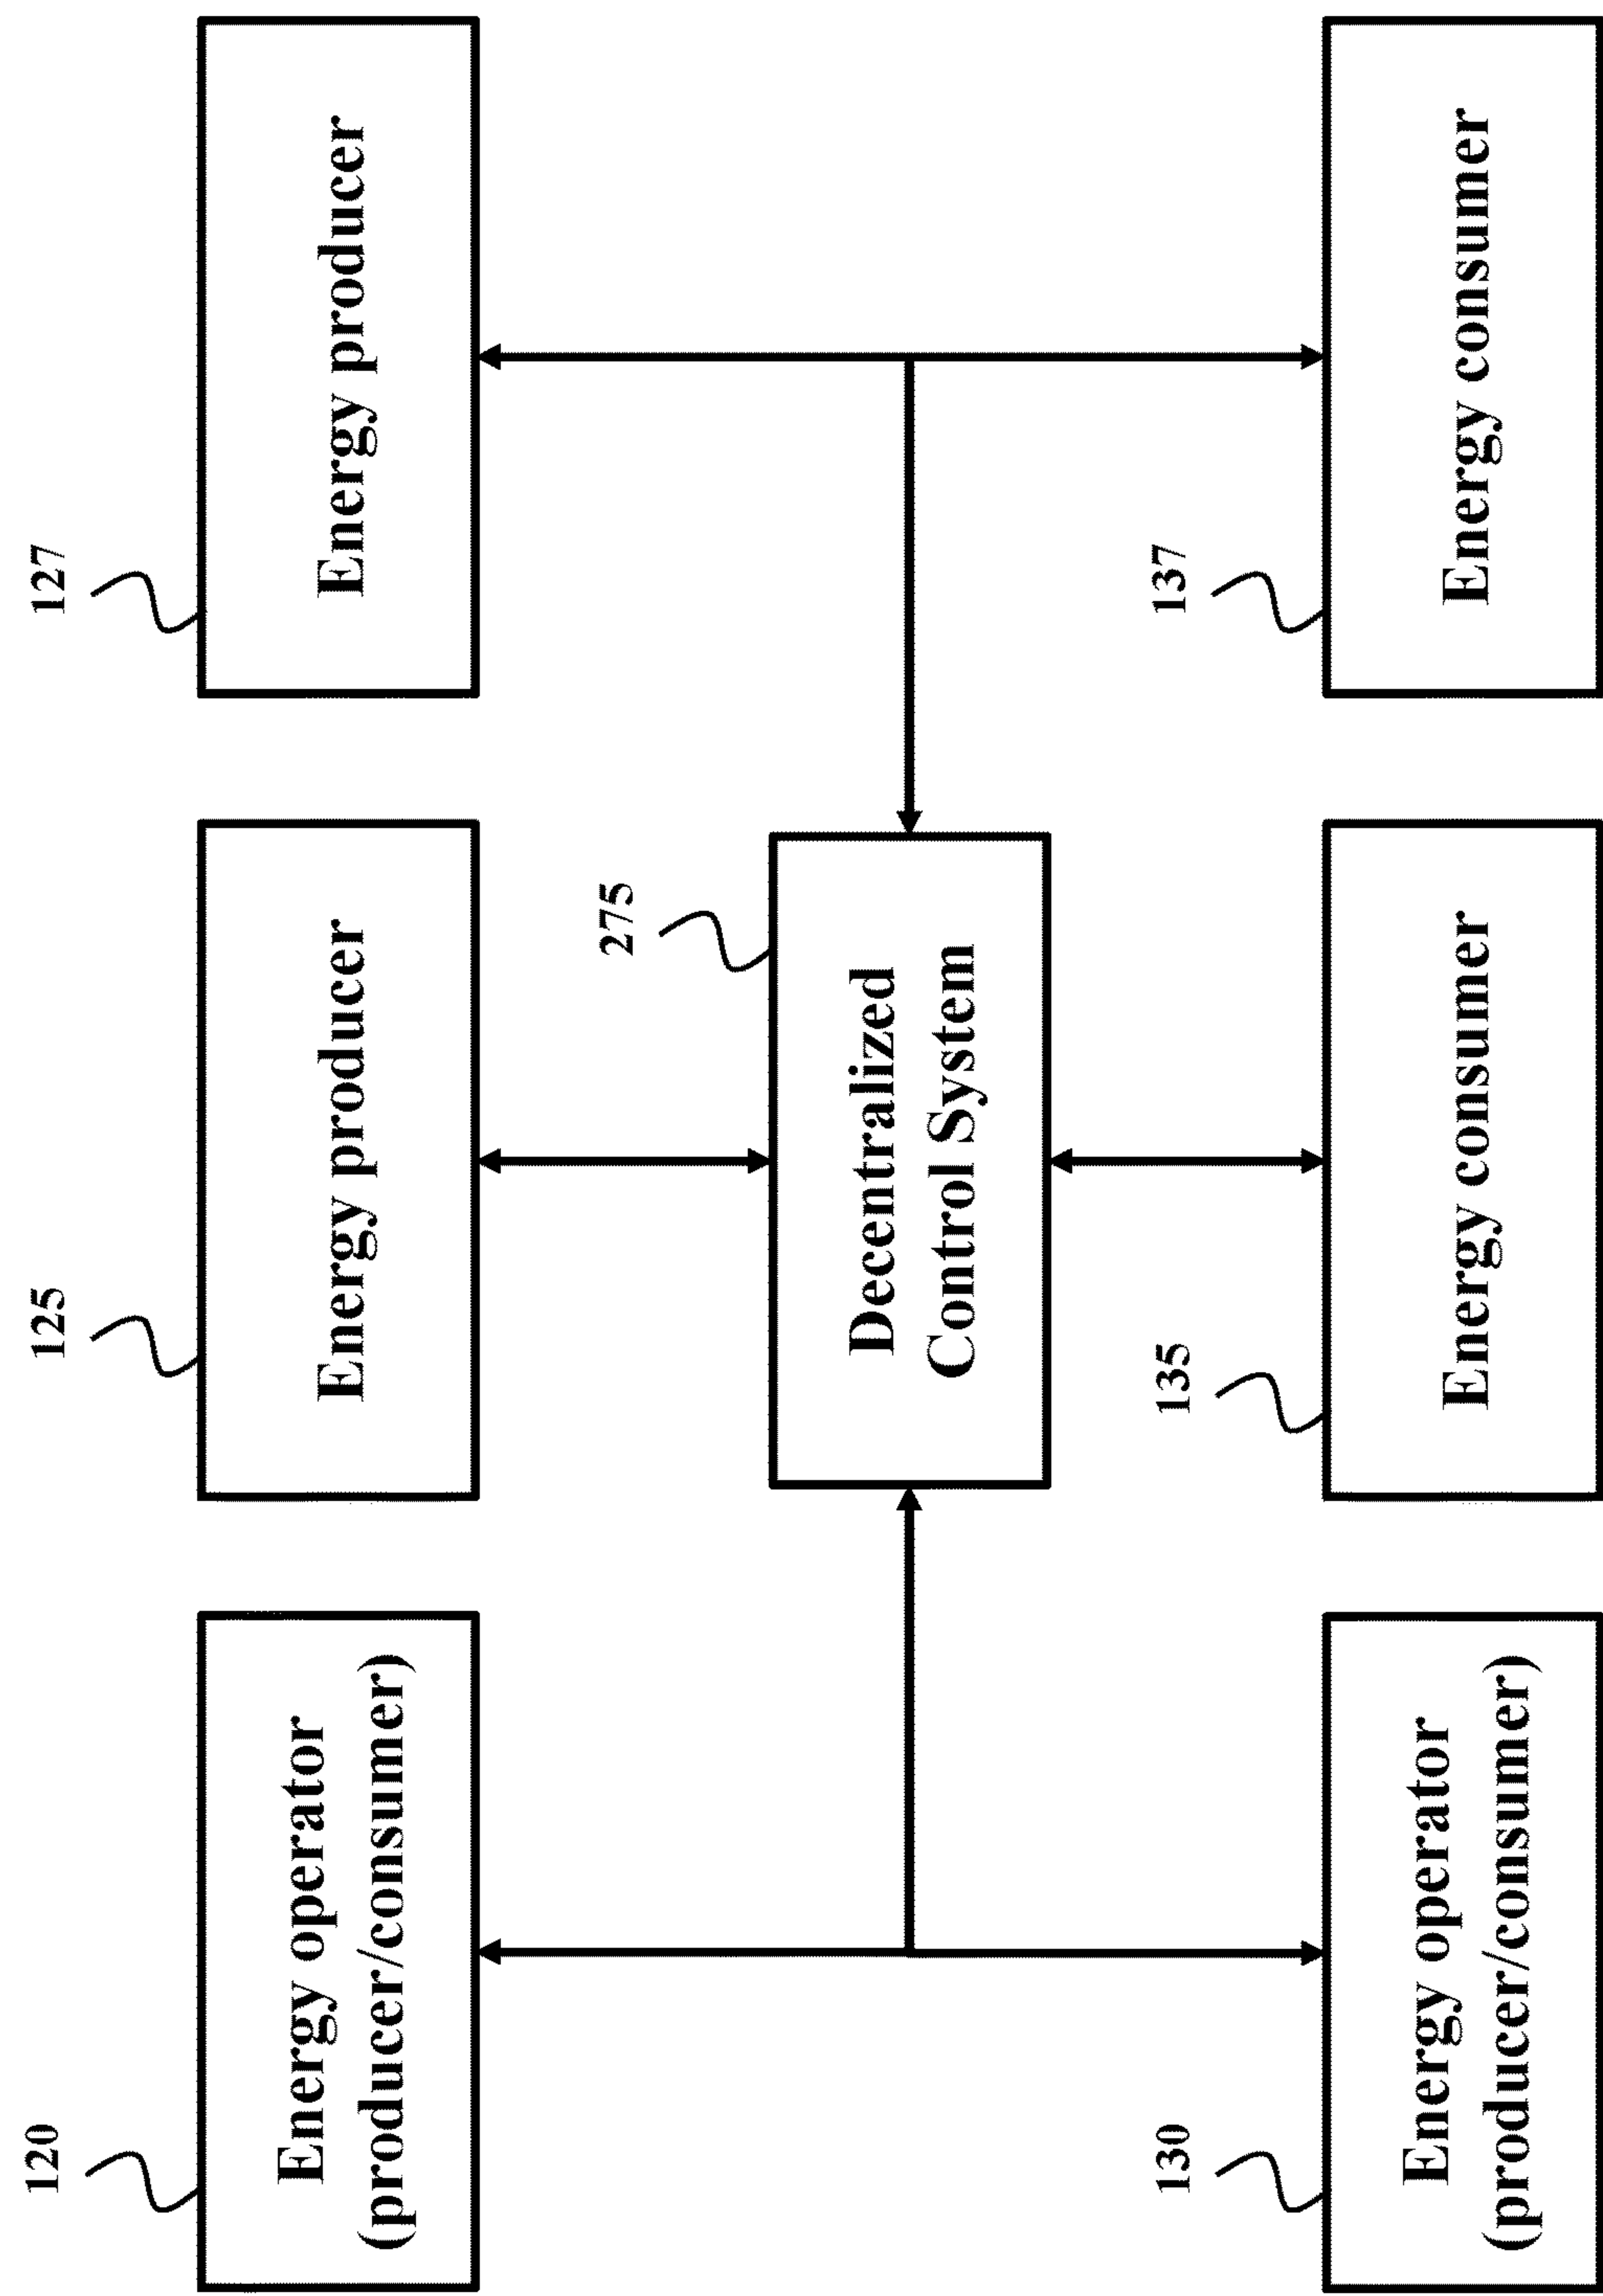 120
Energy operator
(producer/consumer)
125
Energy producer
127
Energy producer
275
Decentralized
Control System
130
Energy operator
(producer/consumer)
135
Energy consumer
137
Energy consumer